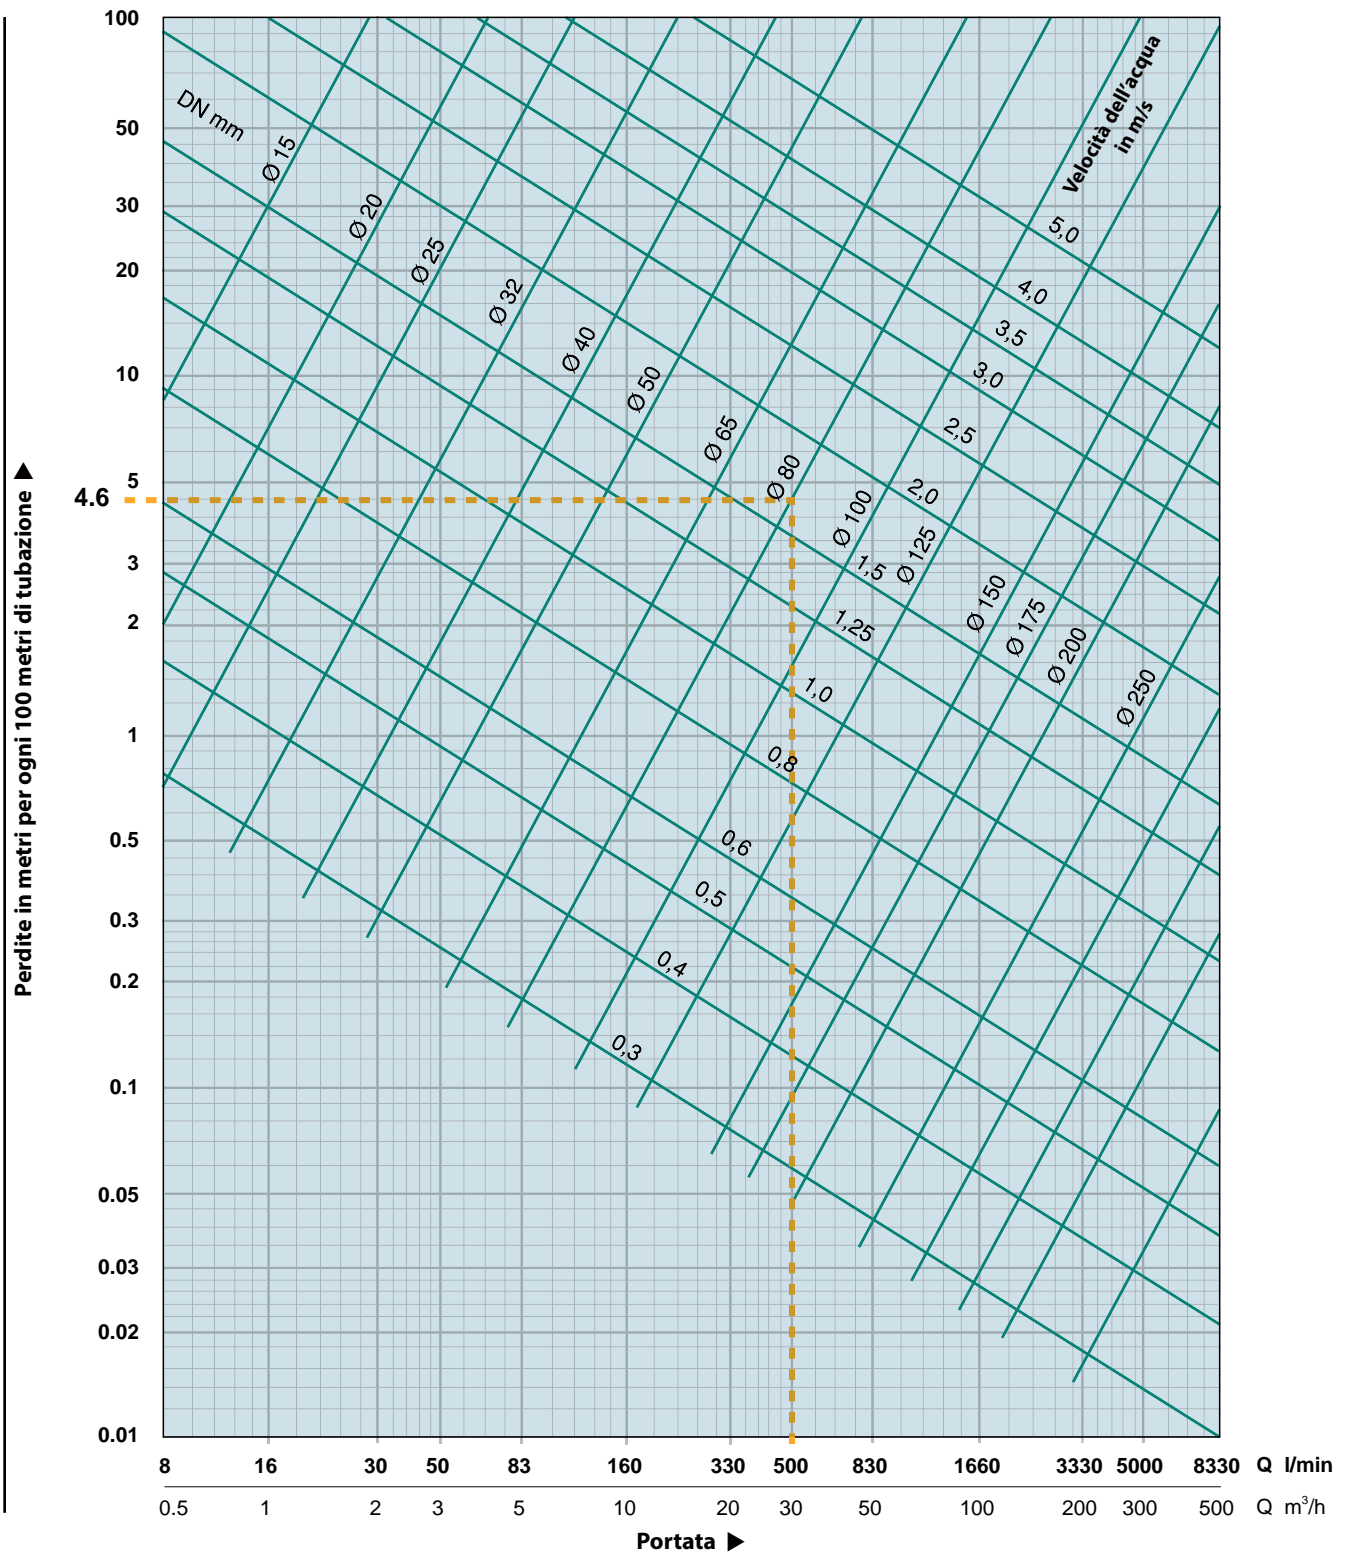 100
50
30
20
10
5
4.6
3
2
1
0.5
0.3
0.2
0.1
0.05
0.03
0.02
0.01
Perdite in metri per ogni 100 metri di tubazione ▶
DN mm
Ø 15
Ø 20
Ø 25
Ø 32
Ø 40
Ø 50
Ø 65
Ø 80
Ø 100
Ø 125
Ø 150
Ø 175
Ø 200
Ø 250
Velocità dell'acqua
in m/s
5,0
4,0
3,5
3,0
2,5
2,0
1,5
1,25
1,0
0,8
0,6
0,5
0,4
0,3
8 16 30 50 83 160 330 500 830 1660 3330 5000 8330 Q l/min
0.5 1 2 3 5 10 20 30 50 100 200 300 500 Q m³/h
Portata ▶